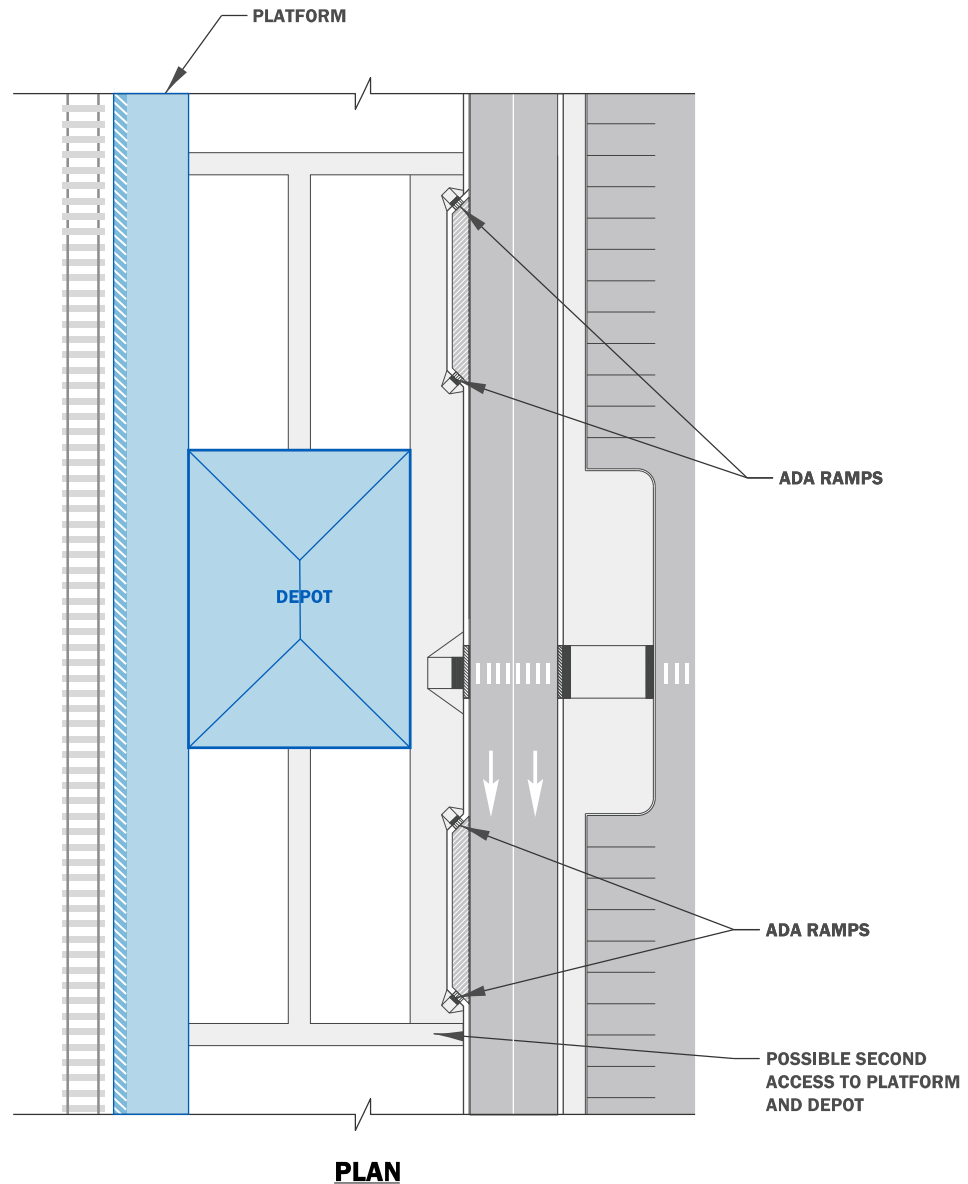 PLATFORM
ADA RAMPS
DEPOT
ADA RAMPS
POSSIBLE SECOND
ACCESS TO PLATFORM
AND DEPOT
PLAN